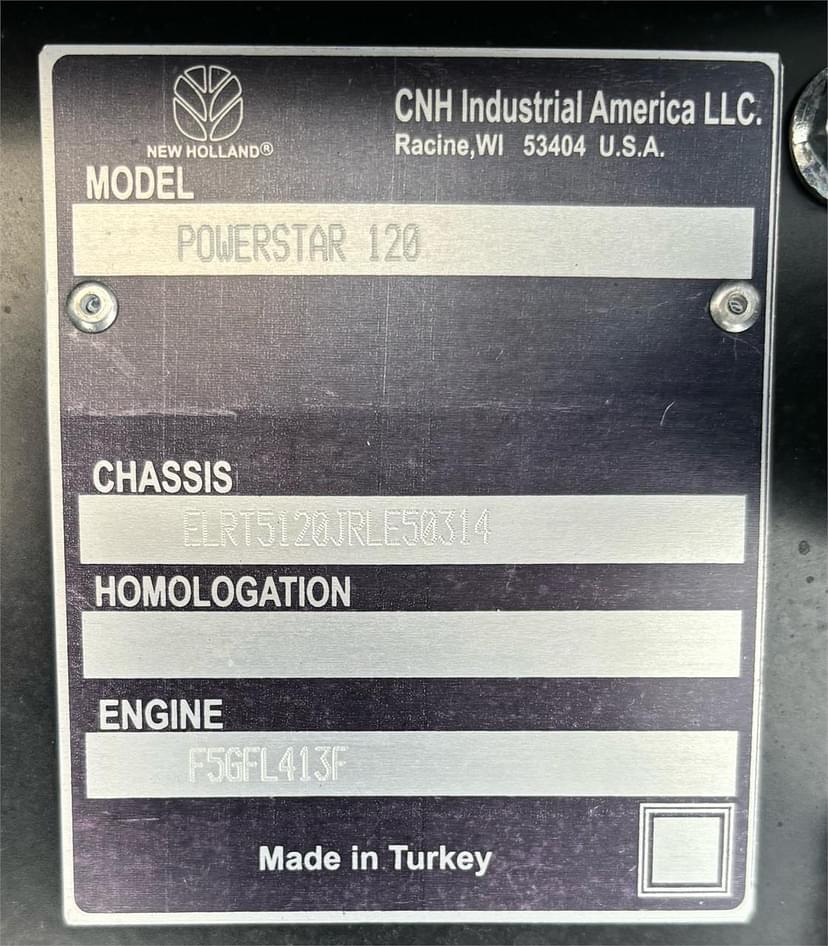 NEW HOLLAND®
CNH Industrial America LLC.
Racine,WI 53404 U.S.A.
MODEL
POWERSTAR 120
CHASSIS
ELRT5120JRLE50314
HOMOLOGATION
ENGINE
F5GFL413F
Made in Turkey